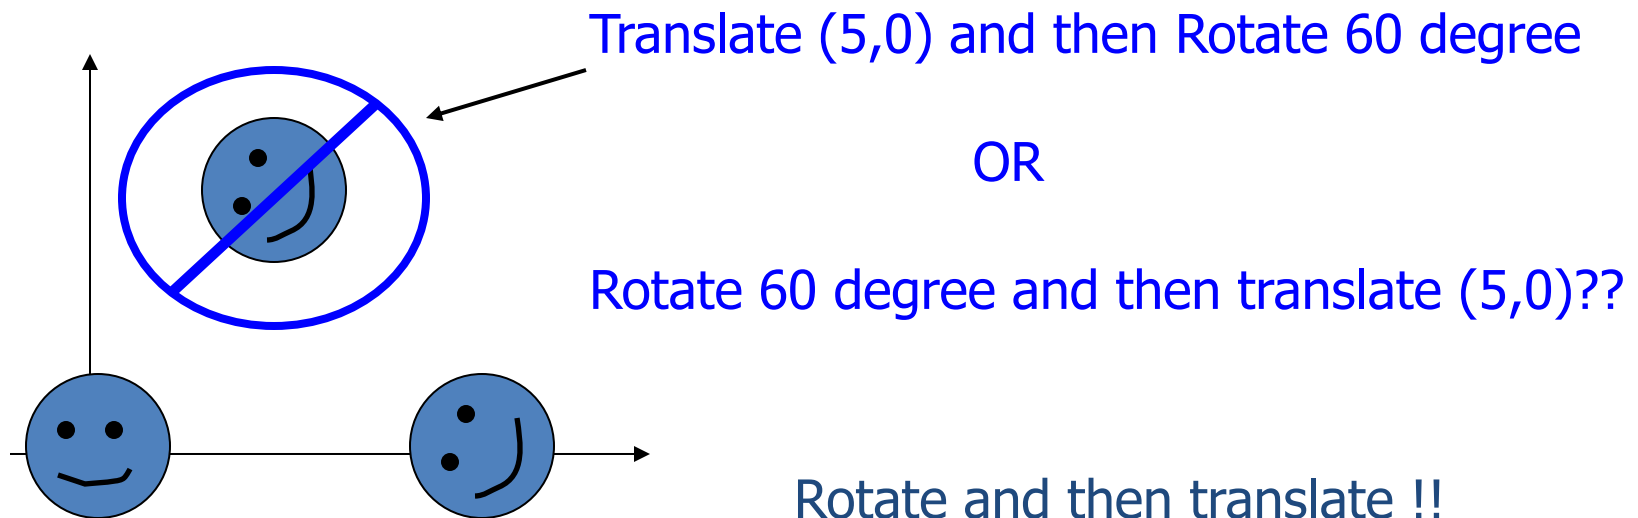 Translate (5,0) and then Rotate 60 degree
OR
Rotate 60 degree and then translate (5,0)??
Rotate and then translate !!